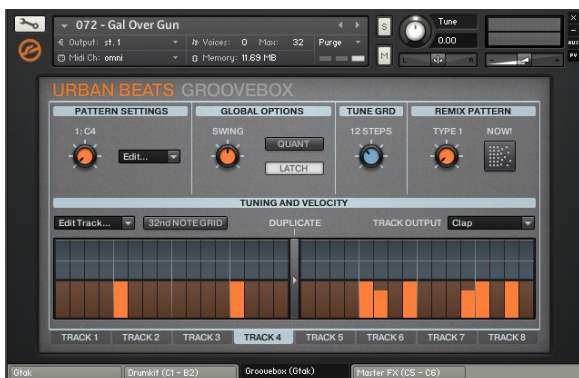 072 - Gal Over Gun
S
Tune
0.00
Output: st. 1
Voices: 0 Max: 32 Purge
Midi Ch: omni
Memory: 11.69 MB
M
L R
AUX
PV
URBAN BEATS GROOVEBOX
PATTERN SETTINGS GLOBAL OPTIONS TUNE GRD REMIX PATTERN
1: C4 SWING 12 STEPS TYPE 1 NOW!
Edit... QUANT
LATCH
TUNING AND VELOCITY
Edit Track... 32nd NOTE GRID DUPLICATE TRACK OUTPUT Clap
TRACK 1 TRACK 2 TRACK 3 TRACK 4 TRACK 5 TRACK 6 TRACK 7 TRACK 8
Gtak Drumkit (C1 - B2) Groovebox (Gtak) Master FX (C5 - C6)